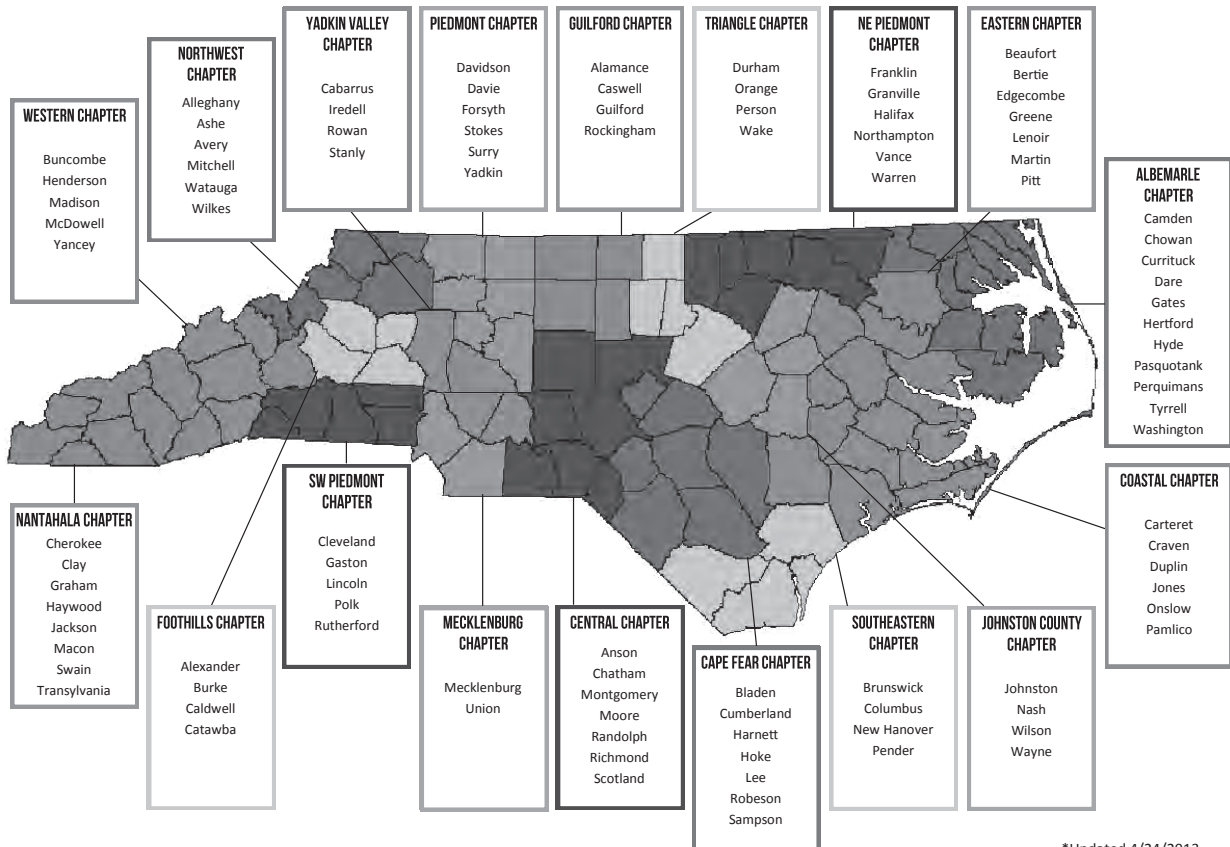 YADKIN VALLEY
CHAPTER
Cabarrus
Iredell
Rowan
Stanly
PIEDMONT CHAPTER
Davidson
Davie
Forsyth
Stokes
Surry
Yadkin
GUILFORD CHAPTER
Alamance
Caswell
Guilford
Rockingham
TRIANGLE CHAPTER
Durham
Orange
Person
Wake
NE PIEDMONT
CHAPTER
Franklin
Granville
Halifax
Northampton
Vance
Warren
EASTERN CHAPTER
Beaufort
Bertie
Edgecombe
Greene
Lenoir
Martin
Pitt
NORTHWEST
CHAPTER
Alleghany
Ashe
Avery
Mitchell
Watauga
Wilkes
WESTERN CHAPTER
Buncombe
Henderson
Madison
McDowell
Yancey
ALBEMARLE
CHAPTER
Camden
Chowan
Currituck
Dare
Gates
Hertford
Hyde
Pasquotank
Perquimans
Tyrrell
Washington
NANTAHALA CHAPTER
Cherokee
Clay
Graham
Haywood
Jackson
Macon
Swain
Transylvania
FOOTHILLS CHAPTER
Alexander
Burke
Caldwell
Catawba
SW PIEDMONT
CHAPTER
Cleveland
Gaston
Lincoln
Polk
Rutherford
MECKLENBURG
CHAPTER
Mecklenburg
Union
CENTRAL CHAPTER
Anson
Chatham
Montgomery
Moore
Randolph
Richmond
Scotland
CAPE FEAR CHAPTER
Bladen
Cumberland
Harnett
Hoke
Lee
Robeson
Sampson
SOUTHEASTERN
CHAPTER
Brunswick
Columbus
New Hanover
Pender
JOHNSTON COUNTY
CHAPTER
Johnston
Nash
Wilson
Wayne
COASTAL CHAPTER
Carteret
Craven
Duplin
Jones
Onslow
Pamlico